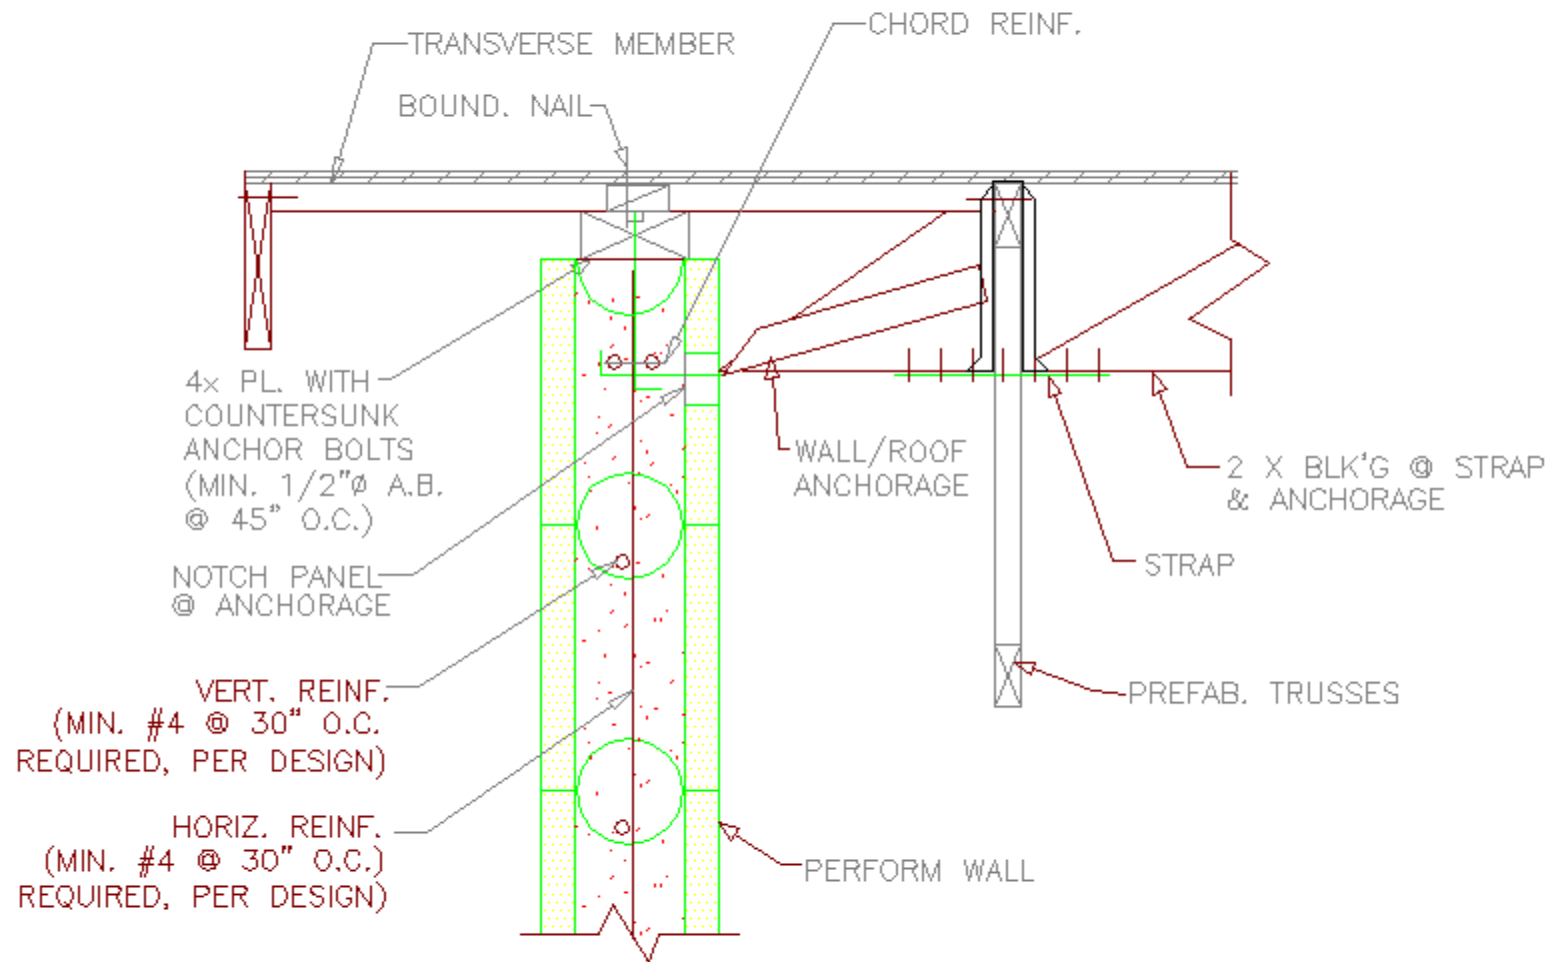 CHORD REINF.
TRANSVERSE MEMBER
BOUND. NAIL
4x PL. WITH
COUNTERSUNK
ANCHOR BOLTS
(MIN. 1/2"Ø A.B.
@ 45" O.C.)
WALL/ROOF
ANCHORAGE
2 X BLK'G @ STRAP
& ANCHORAGE
STRAP
NOTCH PANEL
@ ANCHORAGE
VERT. REINF.
(MIN. #4 @ 30" O.C.
REQUIRED, PER DESIGN)
PREFAB. TRUSSES
HORIZ. REINF.
(MIN. #4 @ 30" O.C.)
REQUIRED, PER DESIGN)
PERFORM WALL